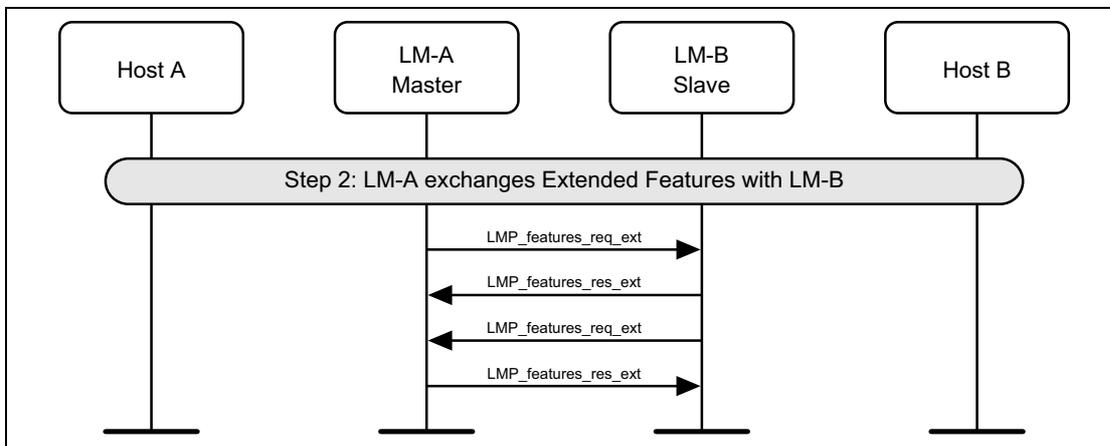 Host A
LM-A
Master
LM-B
Slave
Host B
Step 2: LM-A exchanges Extended Features with LM-B
LMP_features_req_ext
LMP_features_res_ext
LMP_features_req_ext
LMP_features_res_ext